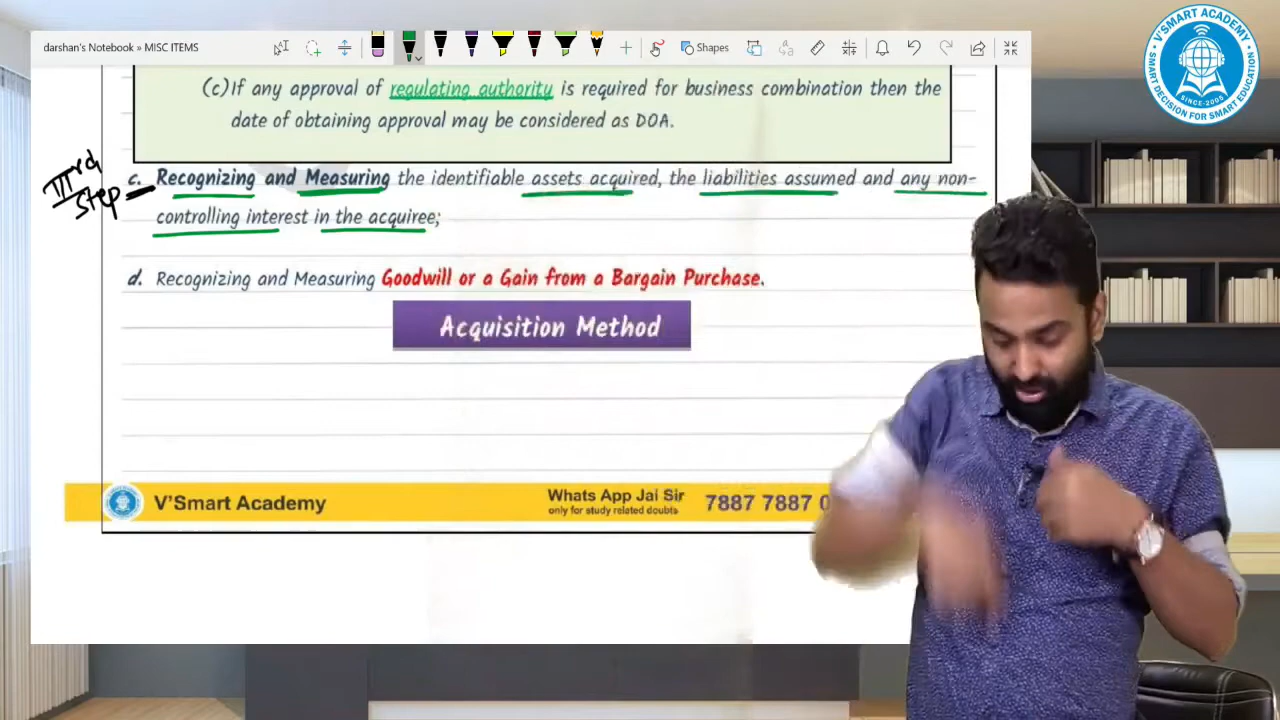 darshan's Notebook » MISC ITEMS
Shapes
V'SMART ACADEMY
SINCE-2005
SMART DECISION FOR SMART EDUCATION
(c)If any approval of regulating authority is required for business combination then the
date of obtaining approval may be considered as DOA.
IIIrd
Step
c. Recognizing and Measuring the identifiable assets acquired, the liabilities assumed and any non-
controlling interest in the acquiree;
d. Recognizing and Measuring Goodwill or a Gain from a Bargain Purchase.
Acquisition Method
V'Smart Academy
Whats App Jai Sir
only for study related doubts
7887 7887 0